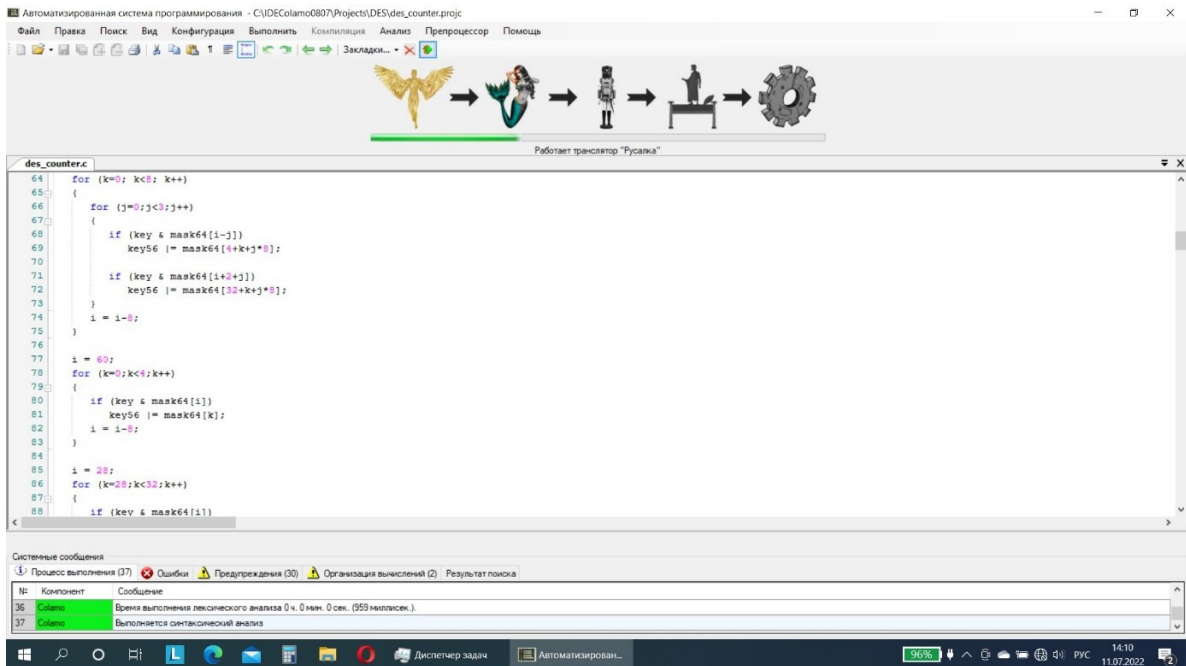 Автоматизированная система программирования - C:\IDEColamo0807\Projects\DES\des_counter.projc
Файл Правка Поиск Вид Конфигурация Выполнить Компиляция Анализ Препроцессор Помощь
Закладки...
Работает транслятор "Русалка"
des_counter.c
64 for (k=0; k<8; k++)
65 {
66 for (j=0;j<3;j++)
67 {
68 if (key & mask64[i-j])
69 key56 |= mask64[4+k+j*8];
70
71 if (key & mask64[i+2+j])
72 key56 |= mask64[32+k+j*8];
73 }
74 i = i-8;
75 }
76
77 i = 60;
78 for (k=0;k<4;k++)
79 {
80 if (key & mask64[i])
81 key56 |= mask64[k];
82 i = i-8;
83 }
84
85 i = 28;
86 for (k=28;k<32;k++)
87 {
88 if (key & mask64[i])
Системные сообщения
Процесс выполнения (37) Ошибки Предупреждения (30) Организация вычислений (2) Результат поиска
№ Компонент Сообщение
36 Colamo Время выполнения лексического анализа 0 ч. 0 мин. 0 сек. (959 миллисек.).
37 Colamo Выполняется синтаксический анализ
L Диспетчер задач Автоматизирован... 96% РУС 14:10
11.07.2022